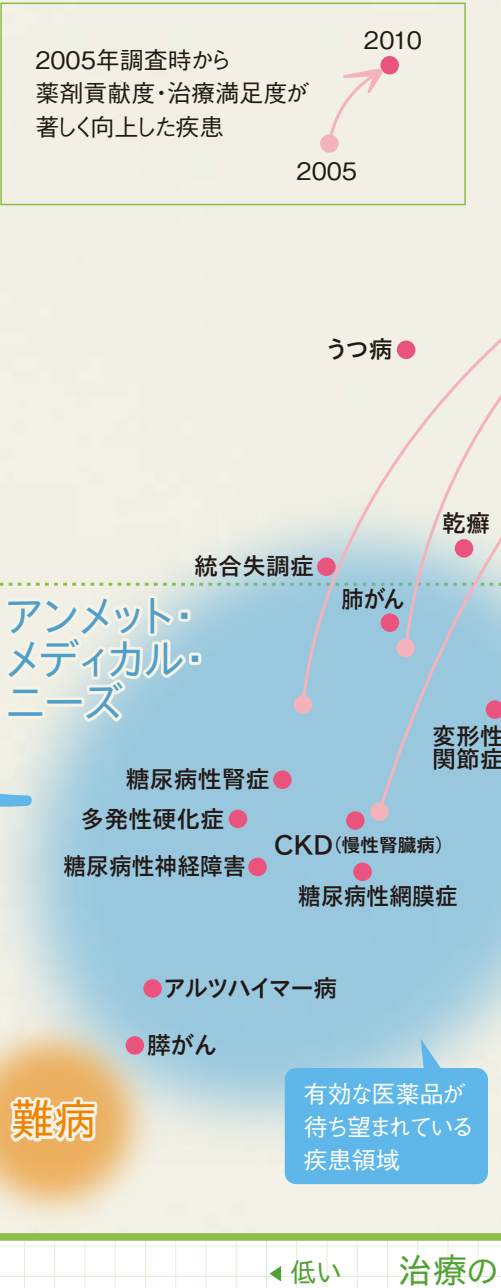 2005年調査時から
薬剤貢献度・治療満足度が
著しく向上した疾患
2010
2005
うつ病
乾癬
統合失調症
肺がん
アンメット・
メディカル・
ニーズ
変形性
関節症
糖尿病性腎症
多発性硬化症
CKD(慢性腎臓病)
糖尿病性神経障害
糖尿病性網膜症
アルツハイマー病
膵がん
難病
有効な医薬品が
待ち望まれている
疾患領域
低い 治療の